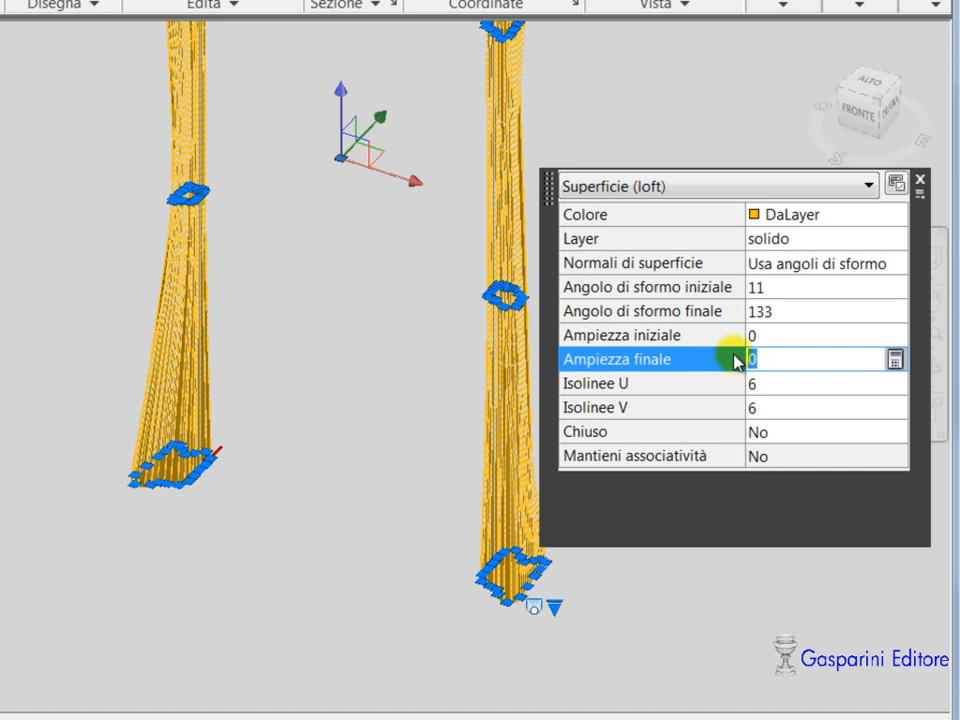 Disegna Edita Sezione Coordinate Vista
ALTO
FRONTE
S
E
Superficie (loft)
Colore DaLayer
Layer solido
Normali di superficie Usa angoli di sformo
Angolo di sformo iniziale 11
Angolo di sformo finale 133
Ampiezza iniziale 0
Ampiezza finale 0
Isolinee U 6
Isolinee V 6
Chiuso No
Mantieni associatività No
Gasparini Editore